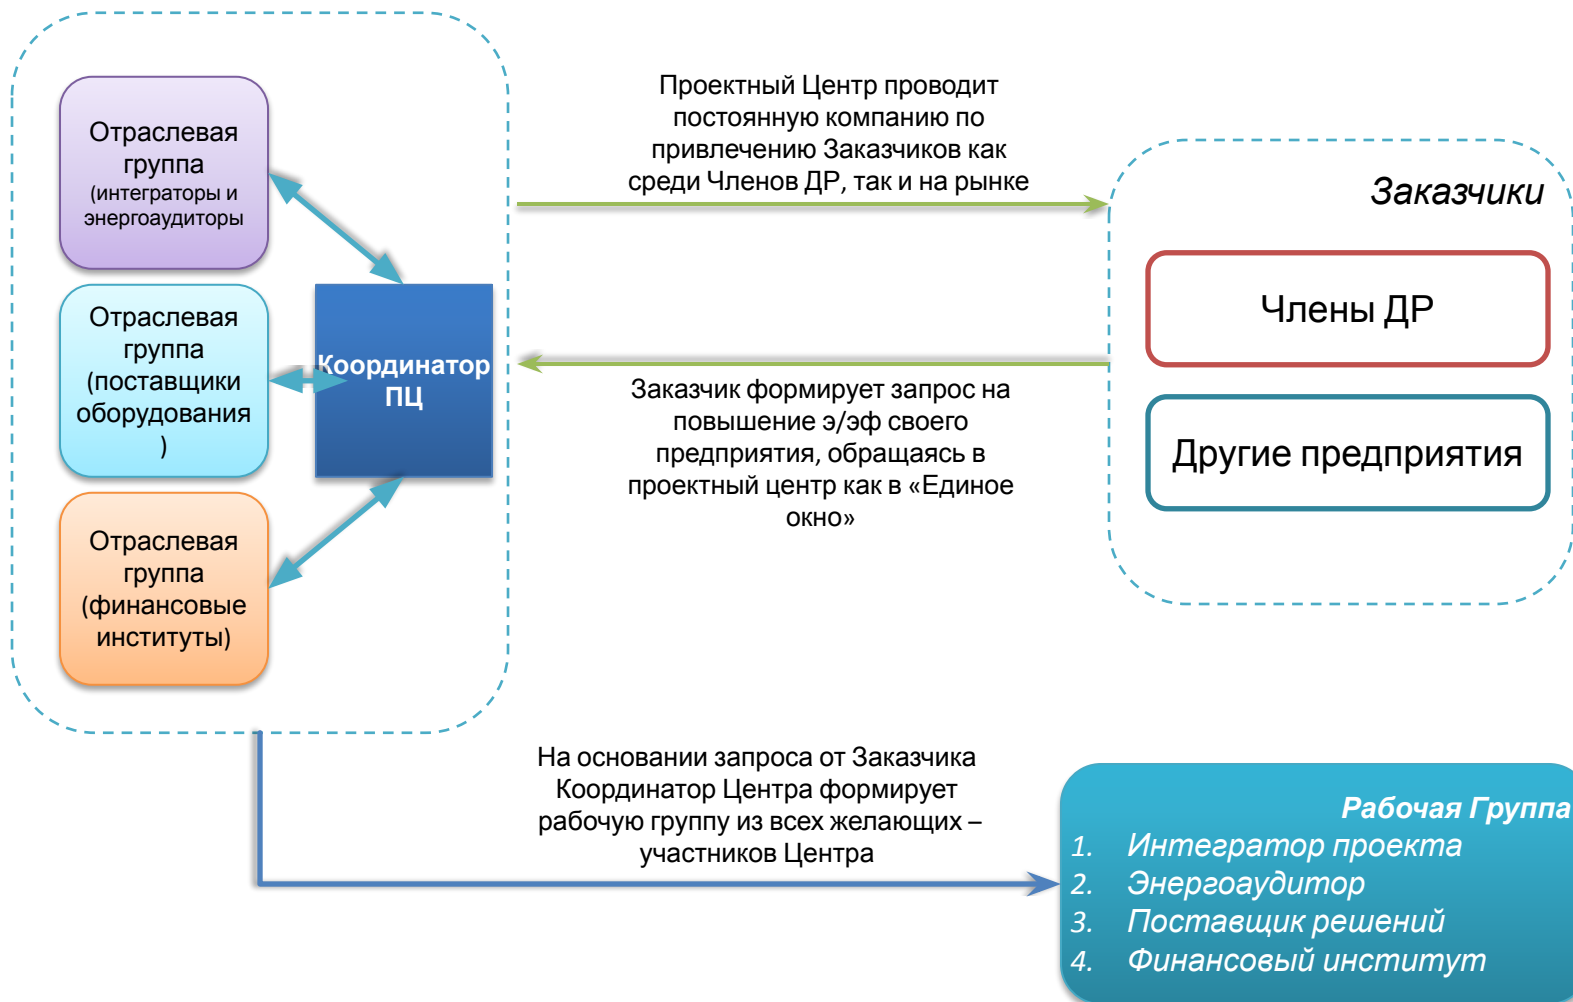 Отраслевая
группа
(интеграторы и
энергоаудиторы
Отраслевая
группа
(поставщики
оборудования
)
Отраслевая
группа
(финансовые
институты)
Координатор
ПЦ
Проектный Центр проводит
постоянную компанию по
привлечению Заказчиков как
среди Членов ДР, так и на рынке
Заказчик формирует запрос на
повышение э/эф своего
предприятия, обращаясь в
проектный центр как в «Единое
окно»
Заказчики
Члены ДР
Другие предприятия
На основании запроса от Заказчика
Координатор Центра формирует
рабочую группу из всех желающих –
участников Центра
Рабочая Группа
1. Интегратор проекта
2. Энергоаудитор
3. Поставщик решений
4. Финансовый институт